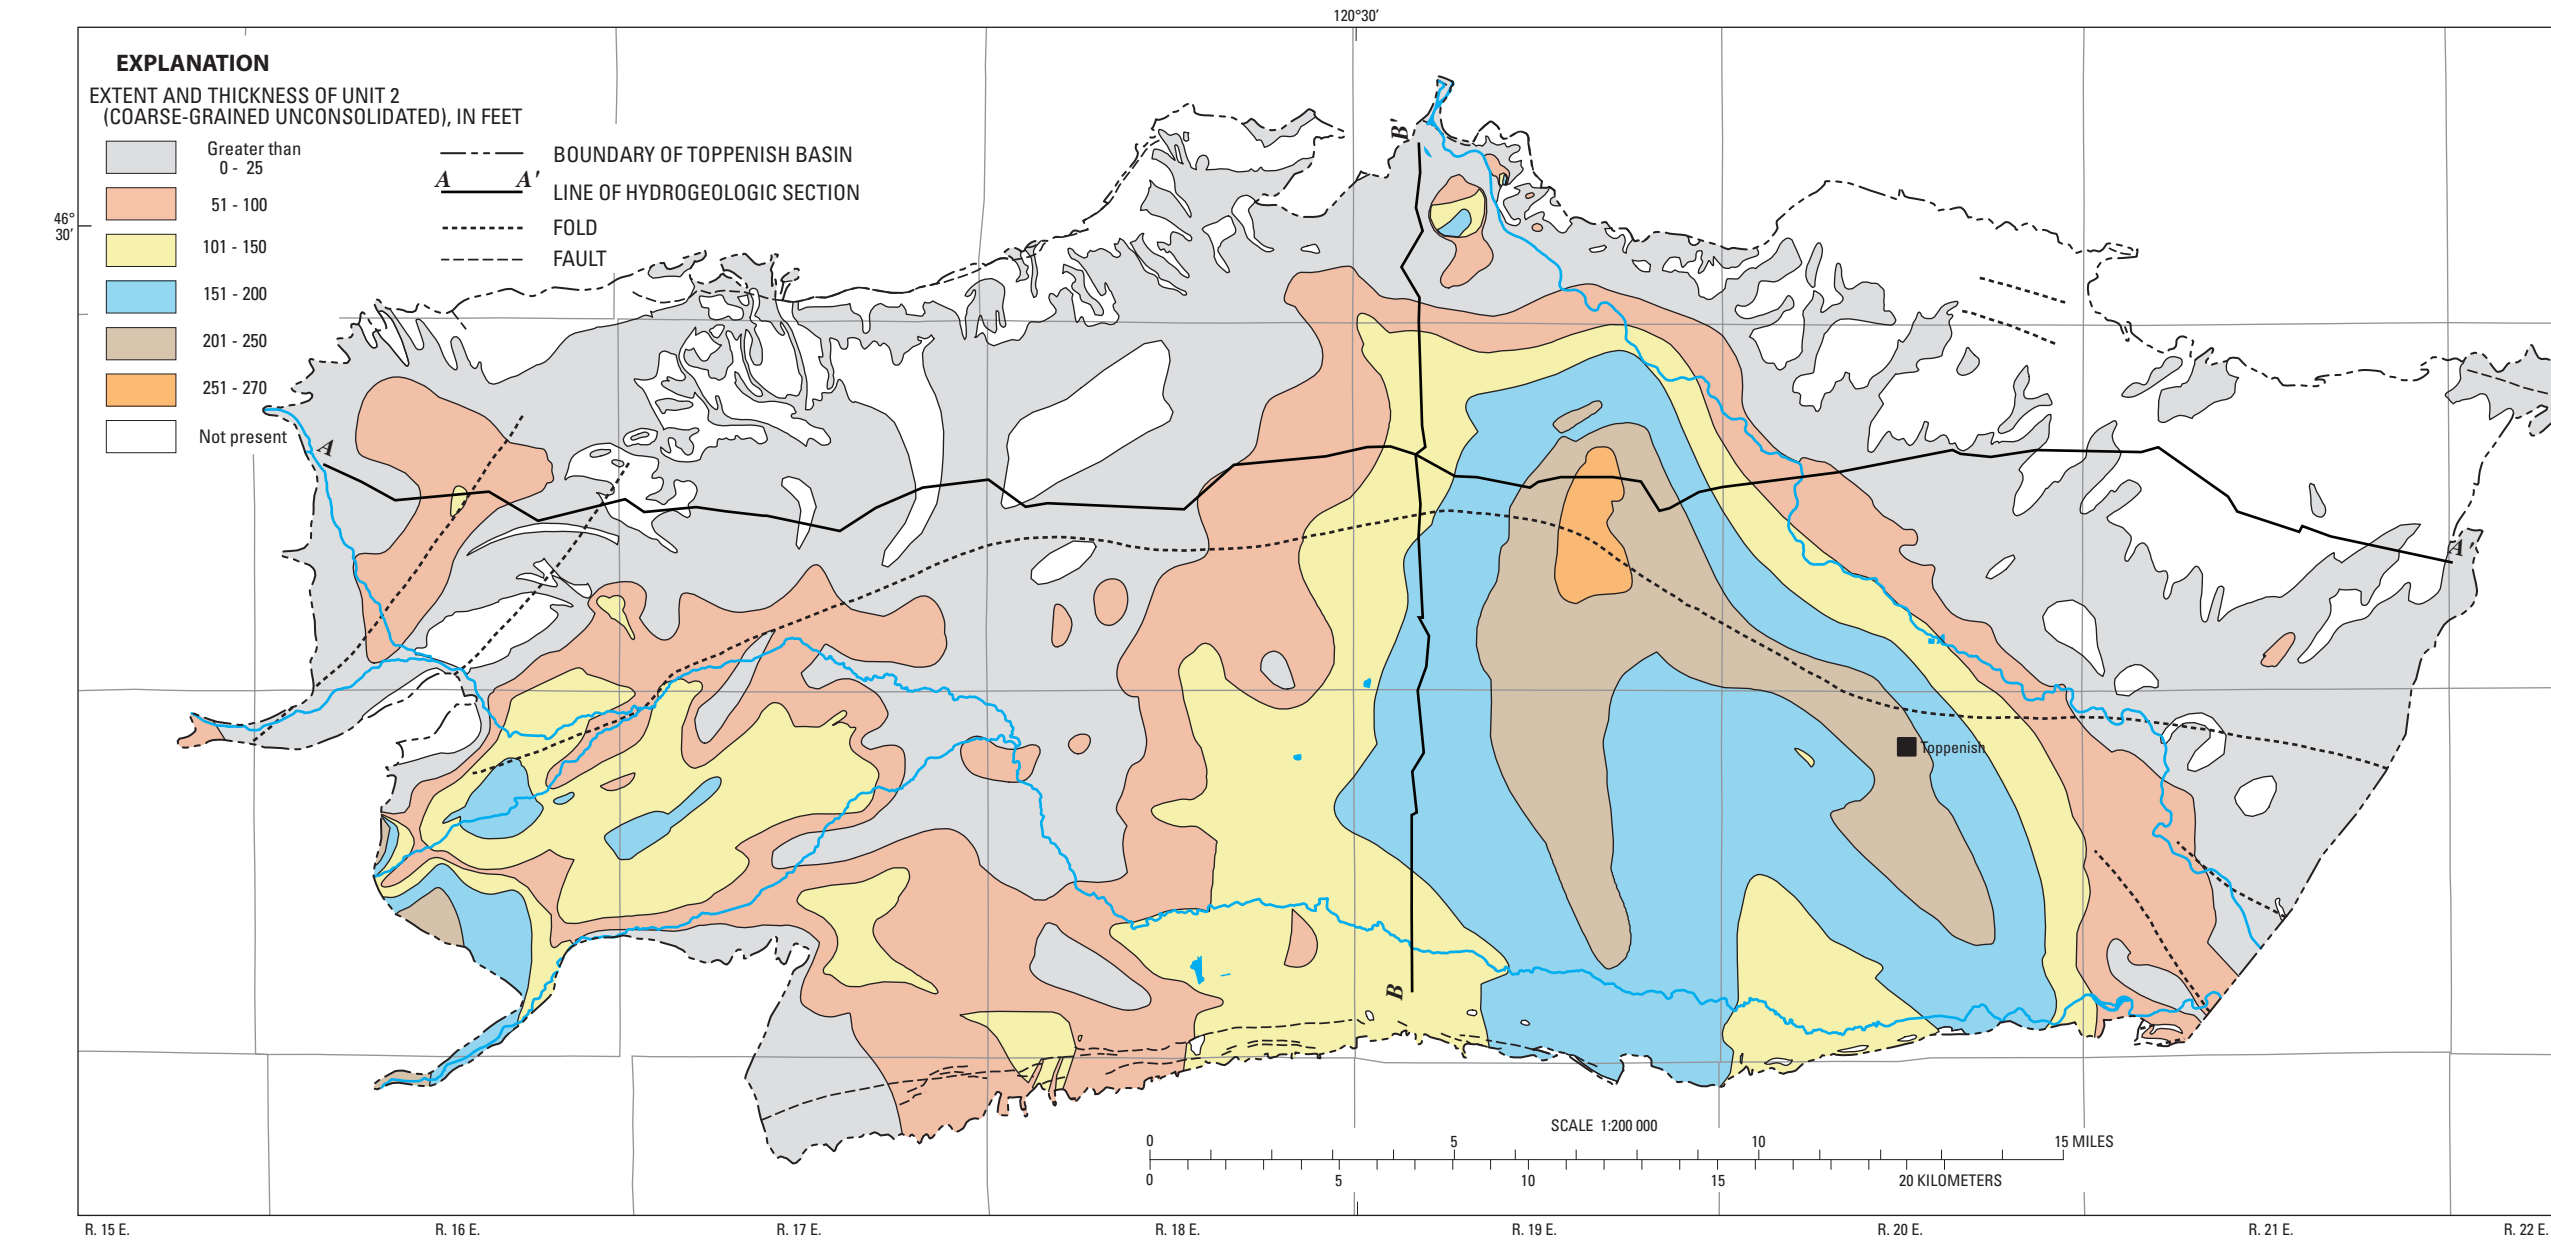 120°30'
EXPLANATION
EXTENT AND THICKNESS OF UNIT 2
(COARSE-GRAINED UNCONSOLIDATED), IN FEET
Greater than
0 - 25
51 - 100
101 - 150
151 - 200
201 - 250
251 - 270
Not present
BOUNDARY OF TOPPENISH BASIN
A A'
LINE OF HYDROGEOLOGIC SECTION
FOLD
FAULT
46°
30'
B'
A
A'
Toppenish
B
SCALE 1:200 000
0 5 10 15 MILES
0 5 10 15 20 KILOMETERS
R. 15 E. R. 16 E. R. 17 E. R. 18 E. R. 19 E. R. 20 E. R. 21 E. R. 22 E.